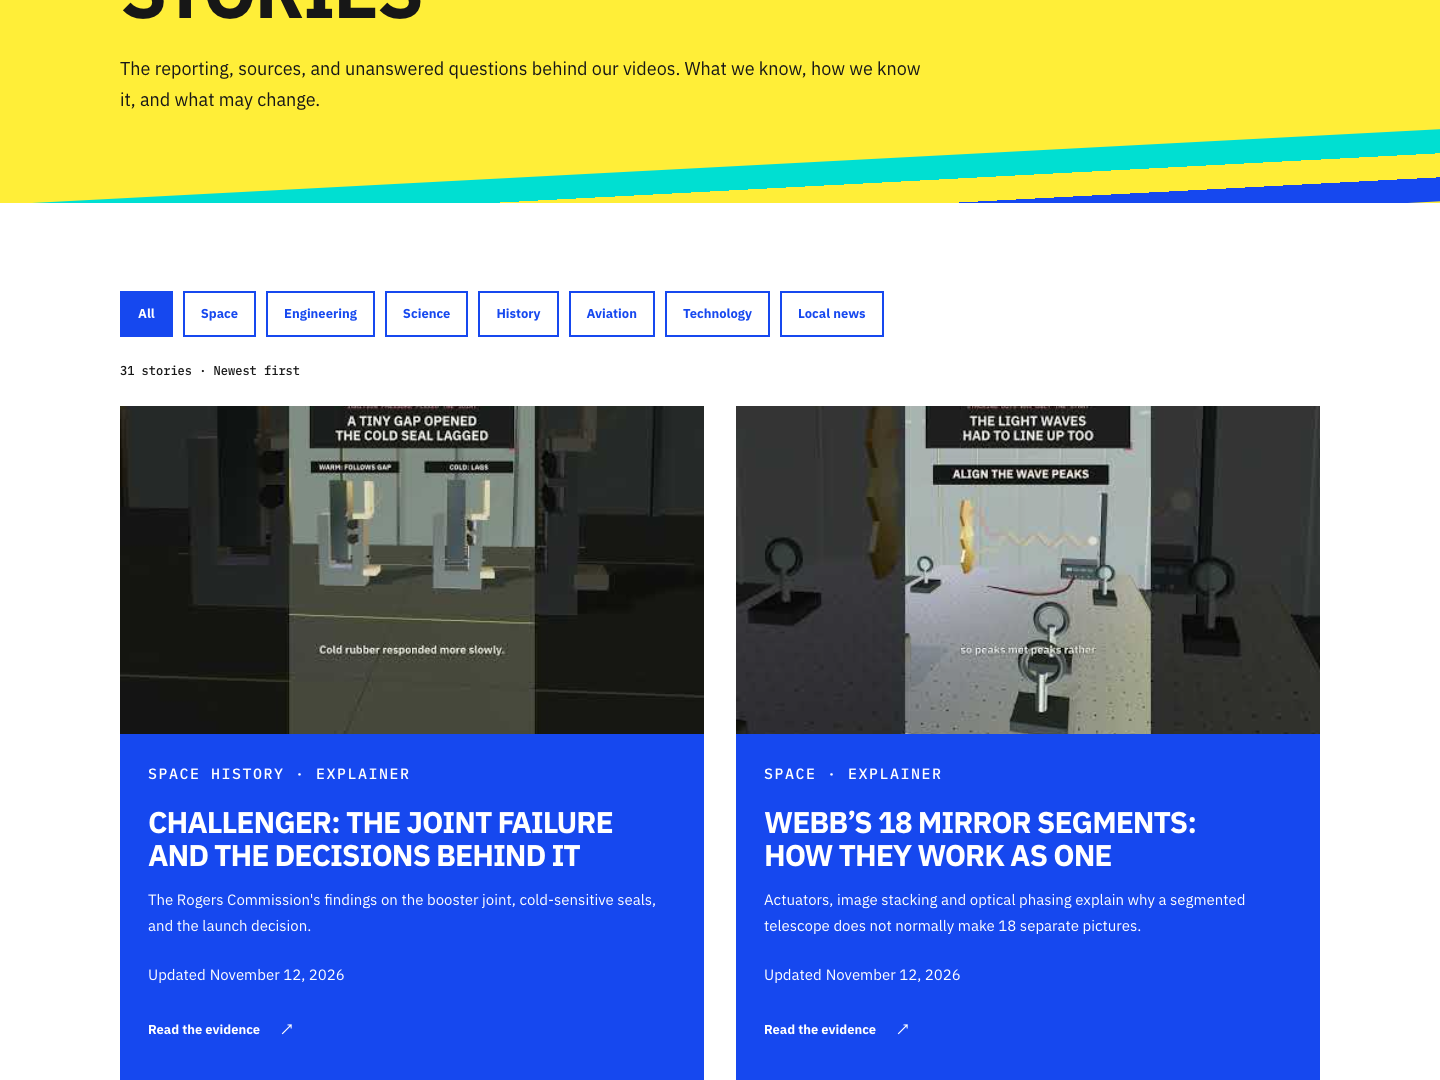 STORIES
The reporting, sources, and unanswered questions behind our videos. What we know, how we know
it, and what may change.
All
Space
Engineering
Science
History
Aviation
Technology
Local news
31 stories · Newest first
A TINY GAP OPENED
THE COLD SEAL LAGGED
WARM: FOLLOWS GAP
COLD: LAGS
Cold rubber responded more slowly.
SPACE HISTORY · EXPLAINER
CHALLENGER: THE JOINT FAILURE
AND THE DECISIONS BEHIND IT
The Rogers Commission's findings on the booster joint, cold-sensitive seals,
and the launch decision.
Updated November 12, 2026
Read the evidence ↗
THE LIGHT WAVES
HAD TO LINE UP TOO
ALIGN THE WAVE PEAKS
so peaks met peaks rather
SPACE · EXPLAINER
WEBB’S 18 MIRROR SEGMENTS:
HOW THEY WORK AS ONE
Actuators, image stacking and optical phasing explain why a segmented
telescope does not normally make 18 separate pictures.
Updated November 12, 2026
Read the evidence ↗